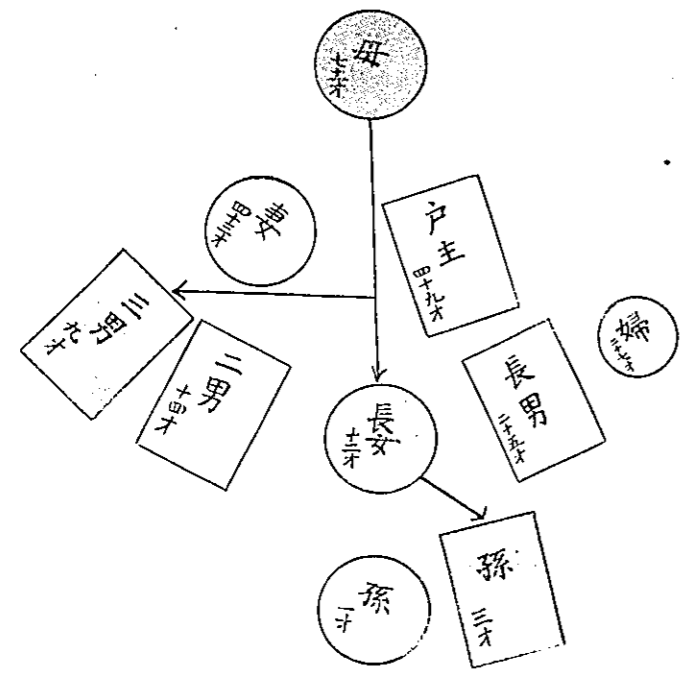 母
七十才
戸主
四十九才
妻
四十三才
婦
二十七才
三男
九才
二男
十四才
長男
二十五才
長女
十二才
孫
三才
孫
一才